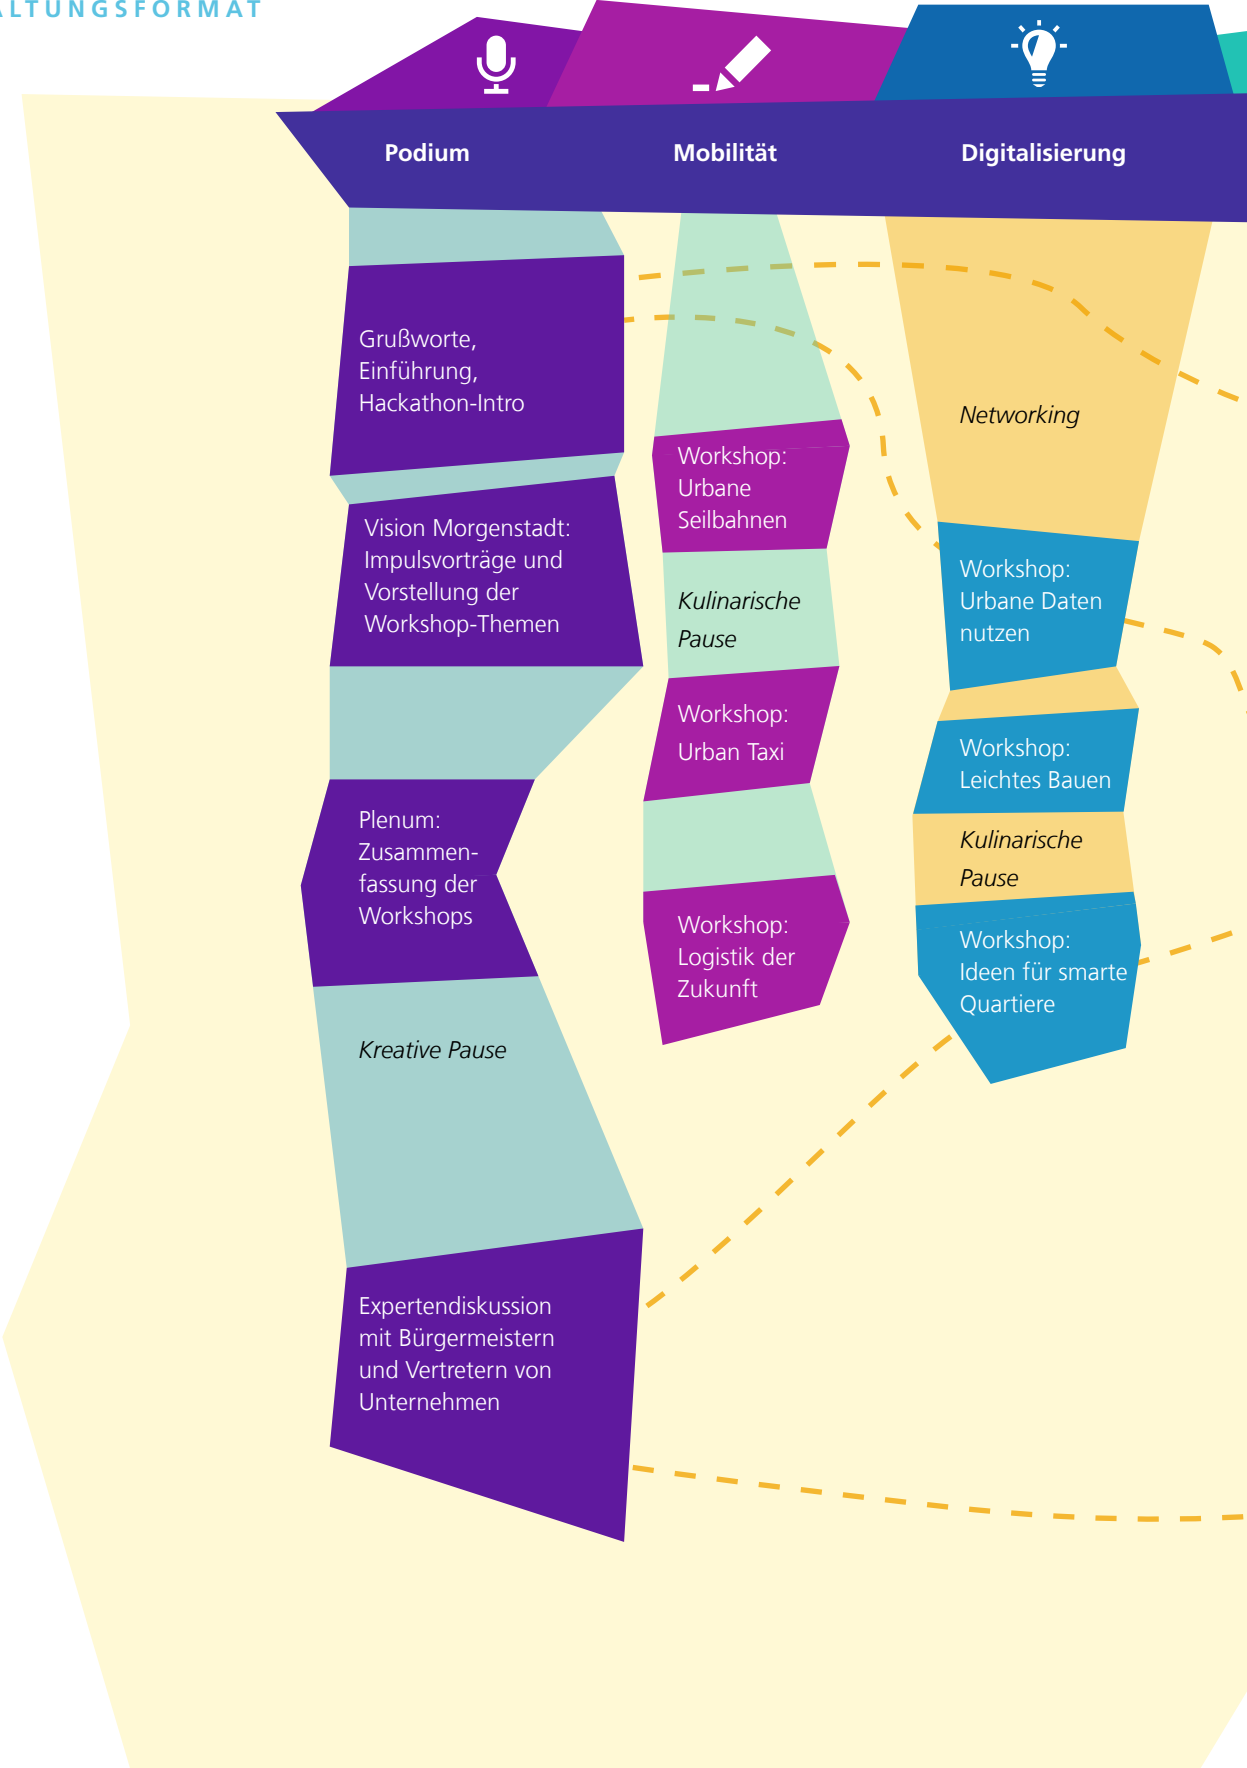 ALTUNGSFORMAT
Podium
Mobilität
Digitalisierung
Grußworte,
Einführung,
Hackathon-Intro
Vision Morgenstadt:
Impulsvorträge und
Vorstellung der
Workshop-Themen
Plenum:
Zusammen-
fassung der
Workshops
Kreative Pause
Expertendiskussion
mit Bürgermeistern
und Vertretern von
Unternehmen
Workshop:
Urbane
Seilbahnen
Kulinarische
Pause
Workshop:
Urban Taxi
Workshop:
Logistik der
Zukunft
Networking
Workshop:
Urbane Daten
nutzen
Workshop:
Leichtes Bauen
Kulinarische
Pause
Workshop:
Ideen für smarte
Quartiere